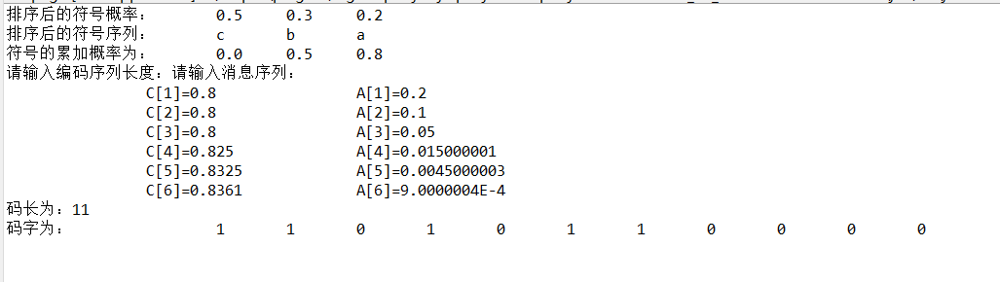 排序后的符号概率： 0.5 0.3 0.2
排序后的符号序列： c b a
符号的累加概率为： 0.0 0.5 0.8
请输入编码序列长度：请输入消息序列：
C[1]=0.8 A[1]=0.2
C[2]=0.8 A[2]=0.1
C[3]=0.8 A[3]=0.05
C[4]=0.825 A[4]=0.015000001
C[5]=0.8325 A[5]=0.0045000003
C[6]=0.8361 A[6]=9.0000004E-4
码长为：11
码字为： 1 1 0 1 0 1 1 0 0 0 0